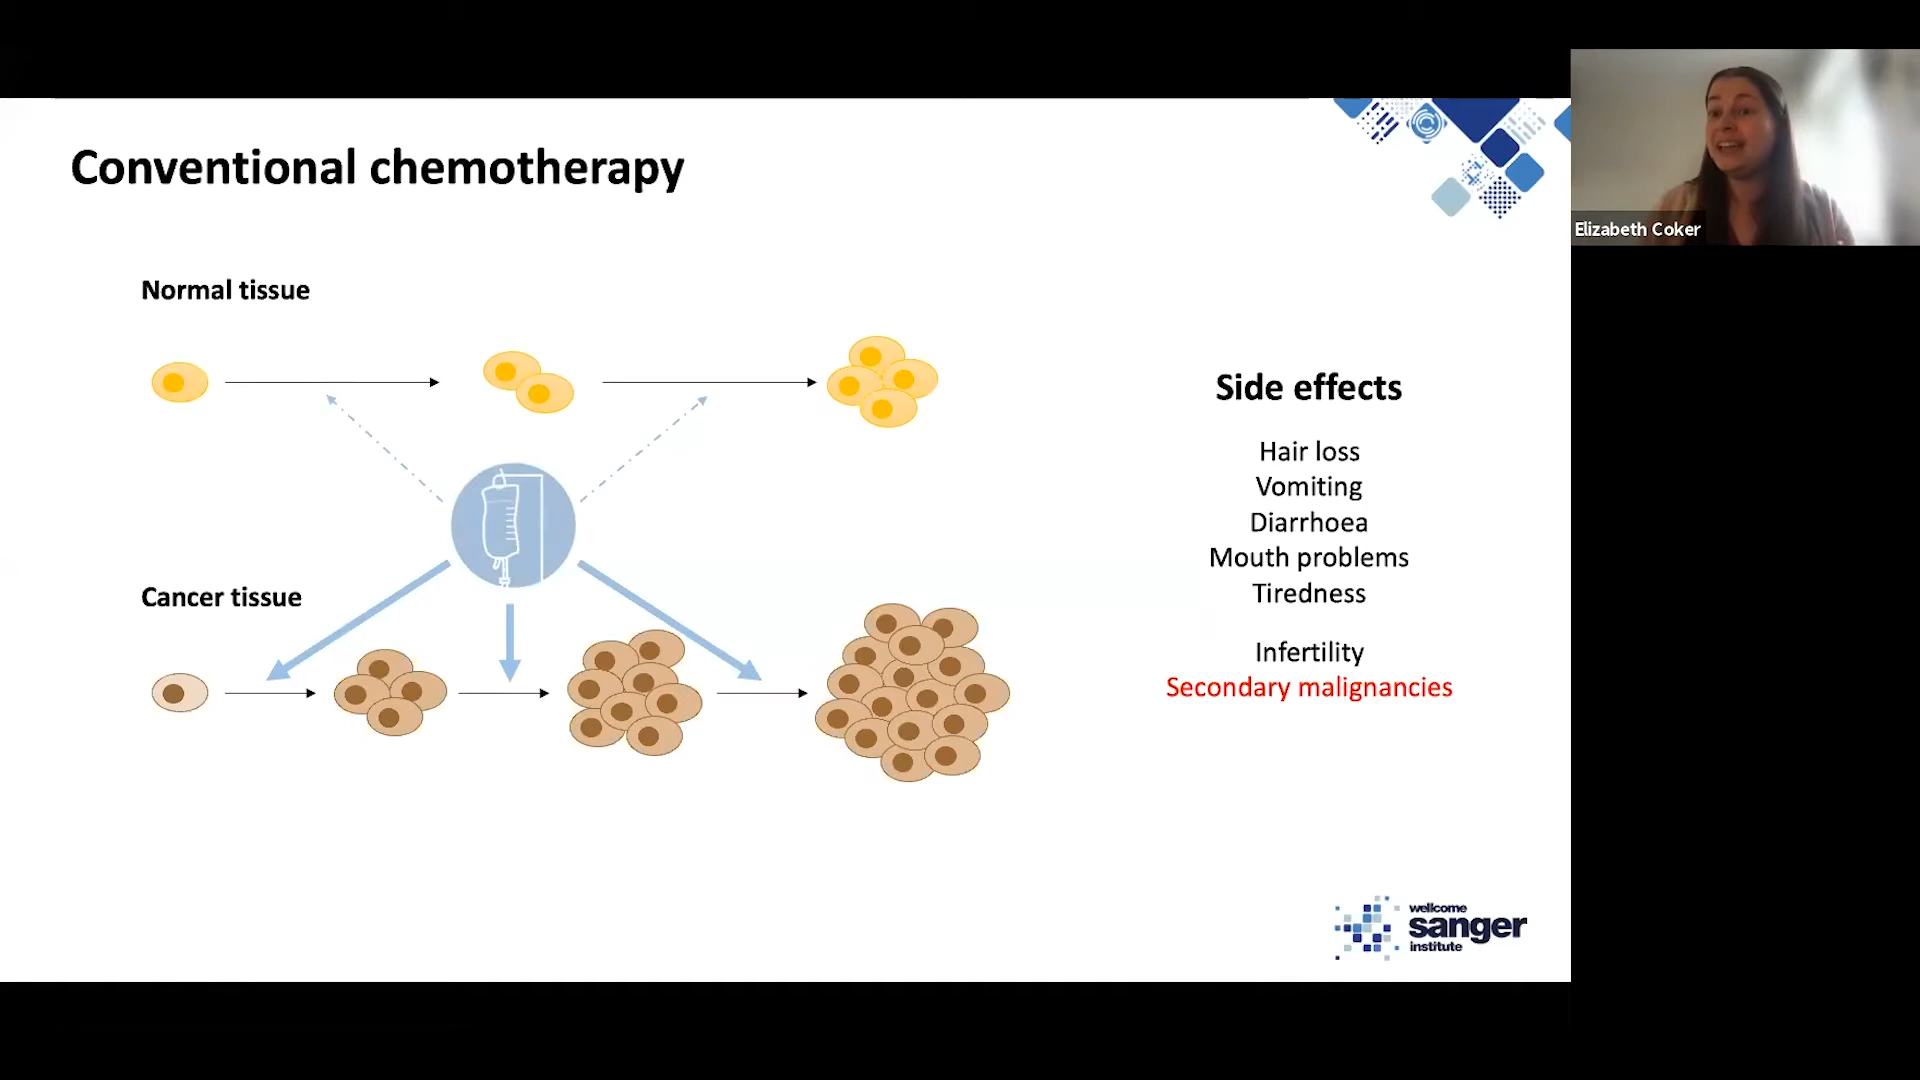 Conventional chemotherapy
Normal tissue
Cancer tissue
Side effects
Hair loss
Vomiting
Diarrhoea
Mouth problems
Tiredness
Infertility
Secondary malignancies
wellcome
sanger
institute
Elizabeth Coker